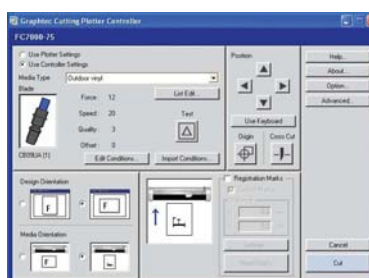 Graphtec Cutting Plotter Controller
FC7000-75
Use Plotter Settings
Use Controller Settings
Media Type
Outdoor vinyl
Blade
Force: 12
Speed: 20
Quality: 3
Offset: 0
List Edit...
Test
CB09UA (1)
Edit Conditions...
Import Conditions...
Position
Use Keyboard
Origin
Cross Cut
Help...
About...
Option...
Advanced...
Design Orientation
F
F
Media Orientation
F
Registration Marks
Cancel
Cut